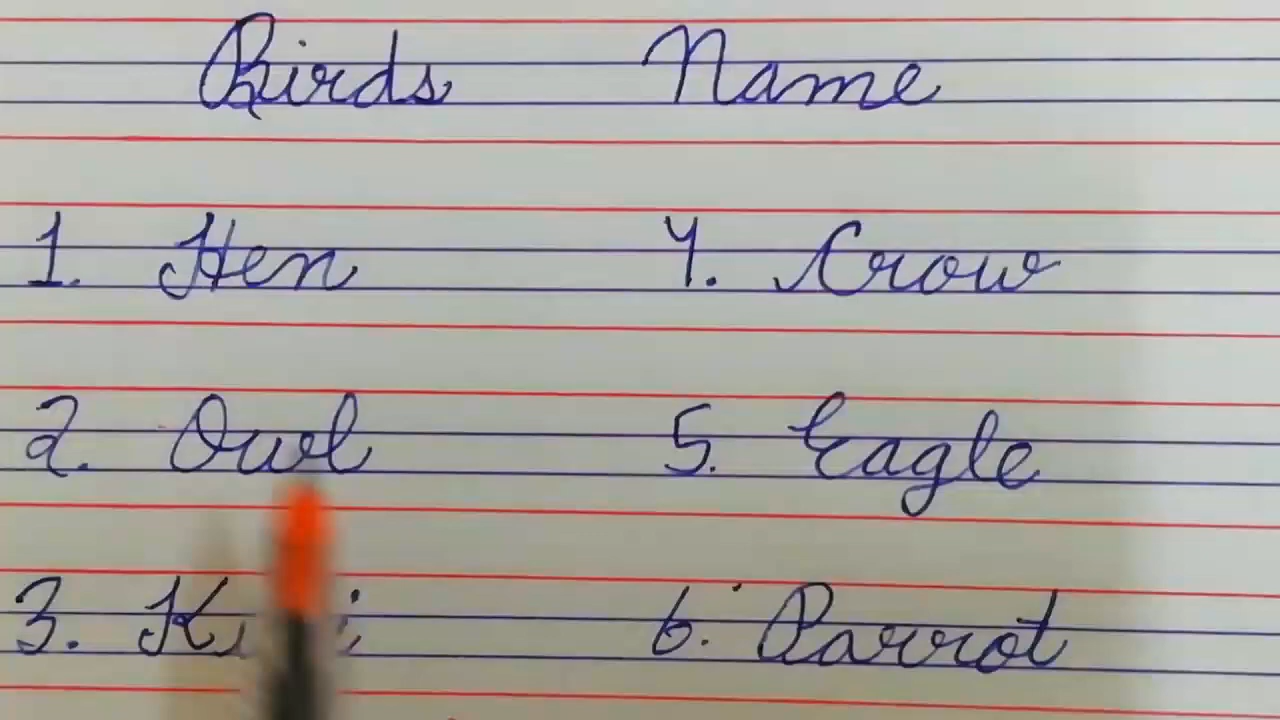 Birds Name
1. Hen 4. Crow
2. Owl 5. Eagle
3. 6. Parrot